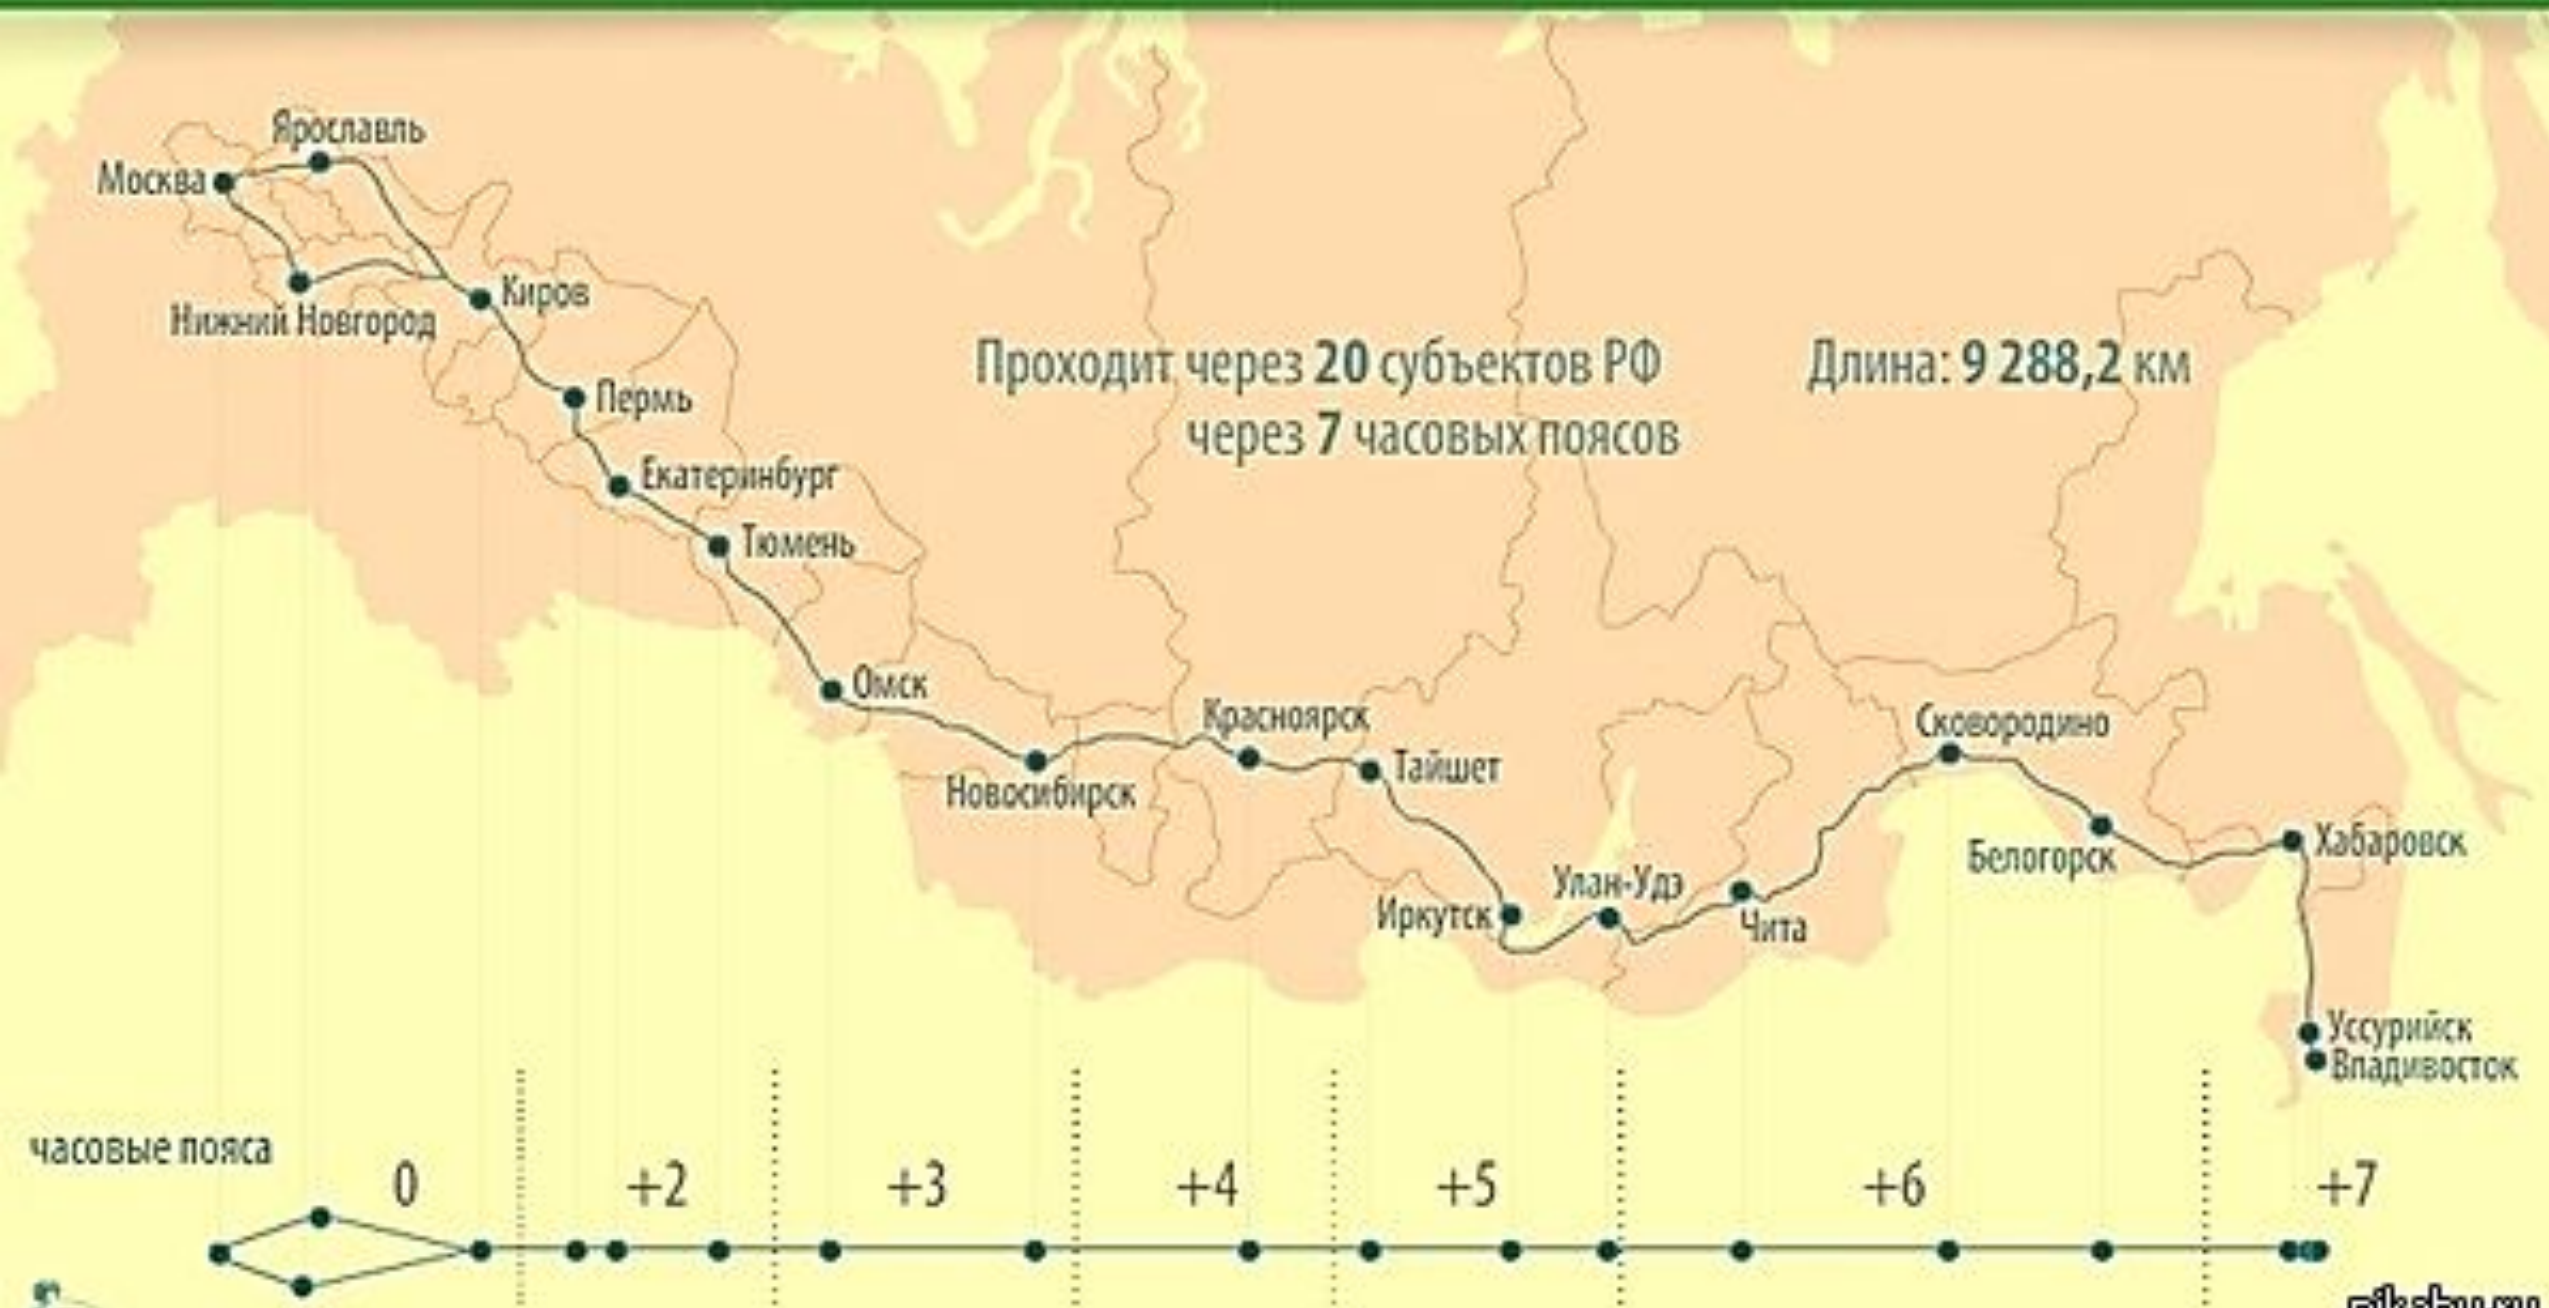 Ярославль
Москва
Киров
Нижний Новгород
Проходит через 20 субъектов РФ
Длина: 9 288,2 км
через 7 часовых поясов
Пермь
Екатеринбург
Тюмень
Омск
Красноярск
Сковородино
Тайшет
Новосибирск
Хабаровск
Белогорск
Улан-Удэ
Иркутск
Чита
Уссурийск
Владивосток
часовые пояса
0
+2
+3
+4
+5
+6
+7
pikabu.ru